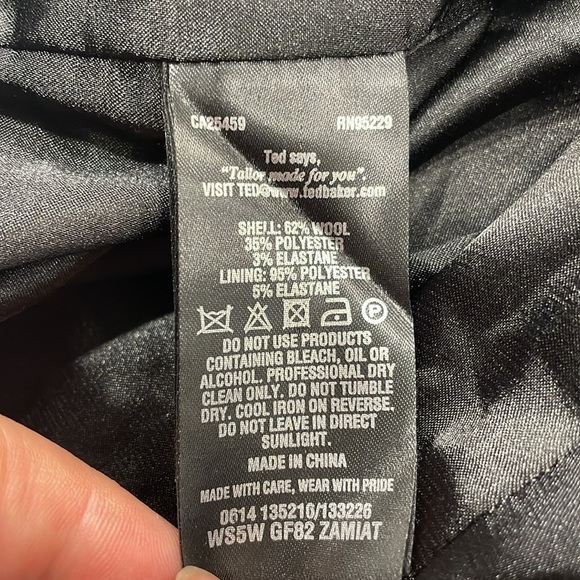 CA25459 RN95229
Ted says,
"Tailor made for you".
VISIT TED@www.tedbaker.com
SHELL: 62% WOOL
35% POLYESTER
3% ELASTANE
LINING: 95% POLYESTER
5% ELASTANE
P
DO NOT USE PRODUCTS
CONTAINING BLEACH, OIL OR
ALCOHOL. PROFESSIONAL DRY
CLEAN ONLY. DO NOT TUMBLE
DRY. COOL IRON ON REVERSE.
DO NOT LEAVE IN DIRECT
SUNLIGHT.
MADE IN CHINA
MADE WITH CARE, WEAR WITH PRIDE
0614 135216/133226
WS5W GF82 ZAMIAT